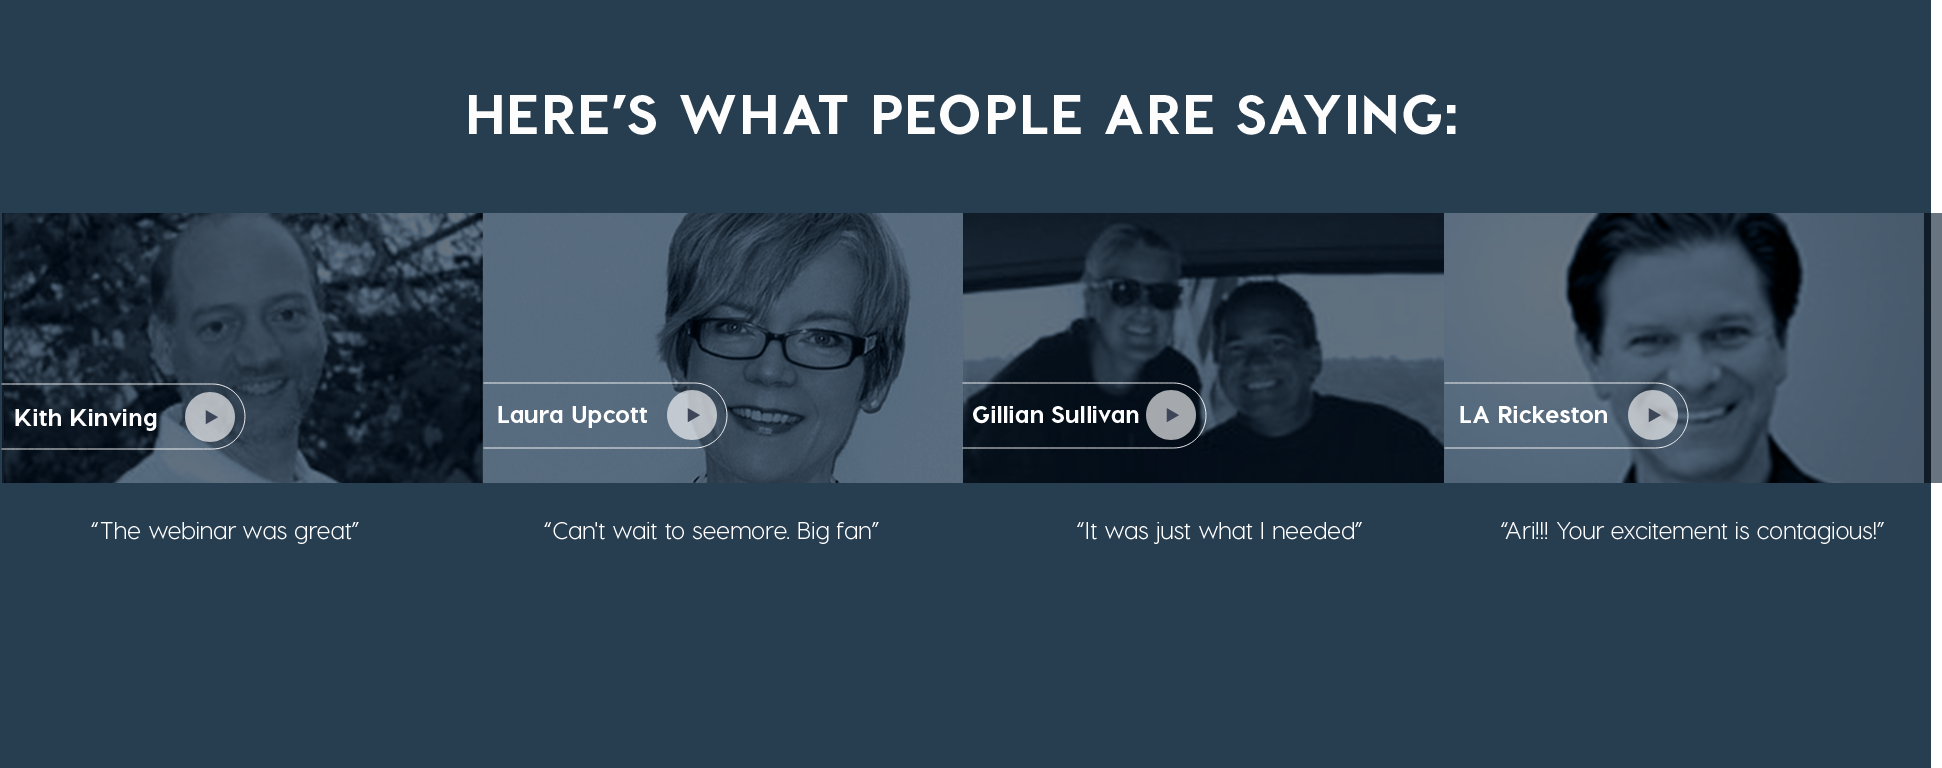 HERE'S WHAT PEOPLE ARE SAYING:
Kith Kinving
Laura Upcott
Gillian Sullivan
LA Rickeston
“The webinar was great”
“Can't wait to seemore. Big fan”
“It was just what I needed”
“Ari!!! Your excitement is contagious!”